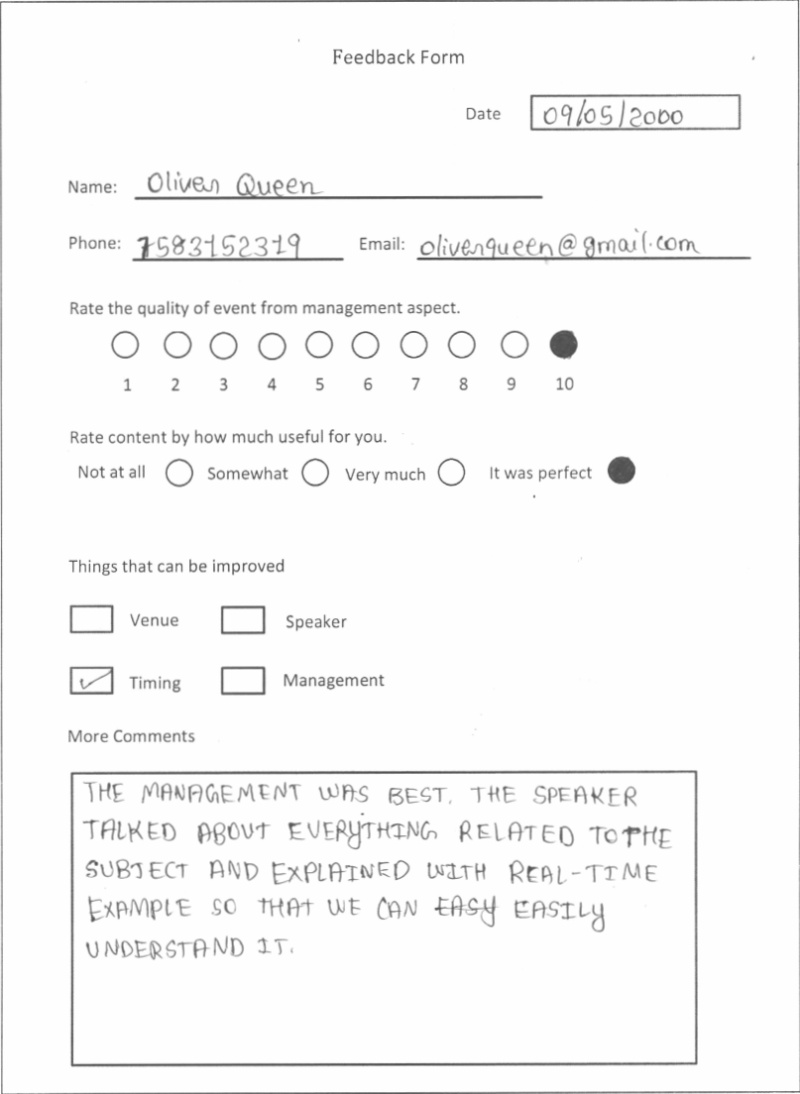 Feedback Form
Date 09/05/2000
Name: Oliver Queen
Phone: 7583152319 Email: oliverqueen@gmail.com
Rate the quality of event from management aspect.
1 2 3 4 5 6 7 8 9 10
Rate content by how much useful for you.
Not at all Somewhat Very much It was perfect
Things that can be improved
Venue Speaker
Timing Management
More Comments
THE MANAGEMENT WAS BEST. THE SPEAKER
TALKED ABOUT EVERYTHING RELATED TO THE
SUBJECT AND EXPLAINED WITH REAL-TIME
EXAMPLE SO THAT WE CAN EASY EASILY
UNDERSTAND IT.